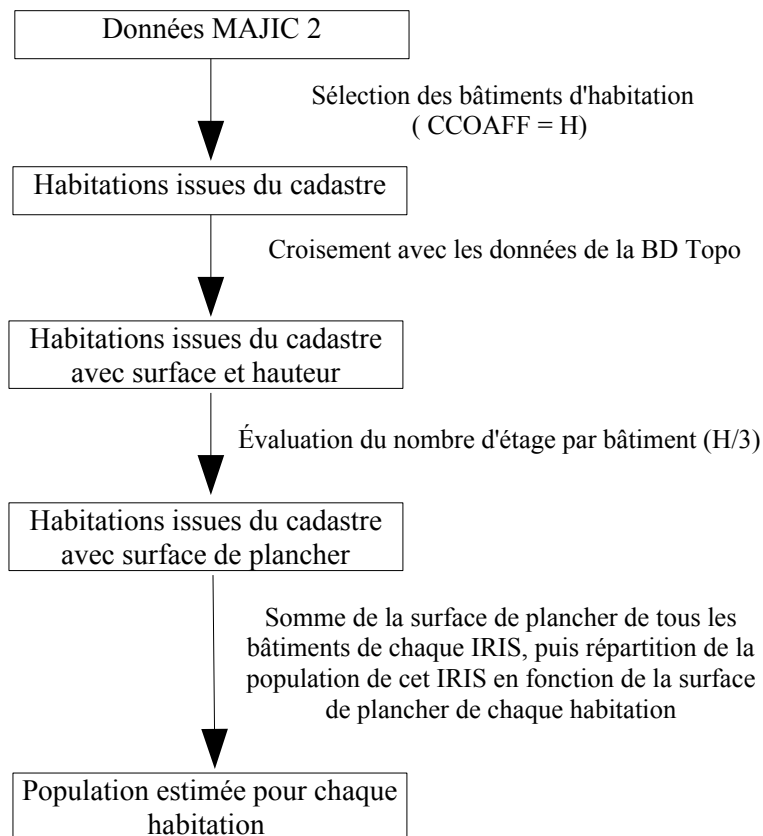 Données MAJIC 2
Sélection des bâtiments d'habitation
( CCOAFF = H)
Habitations issues du cadastre
Croisement avec les données de la BD Topo
Habitations issues du cadastre
avec surface et hauteur
Évaluation du nombre d'étage par bâtiment (H/3)
Habitations issues du cadastre
avec surface de plancher
Somme de la surface de plancher de tous les
bâtiments de chaque IRIS, puis répartition de la
population de cet IRIS en fonction de la surface
de plancher de chaque habitation
Population estimée pour chaque
habitation